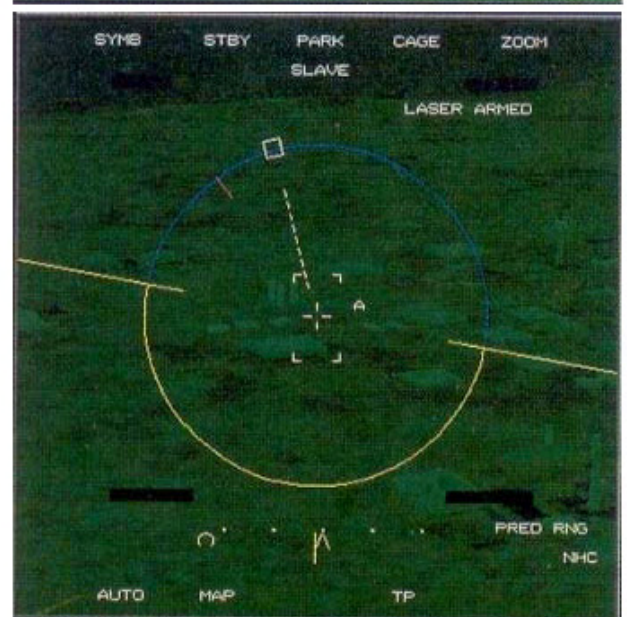 SYMB STBY PARK CAGE ZOOM
SLAVE
LASER ARMED
A
PRED RNG
NHC
AUTO MAP TP